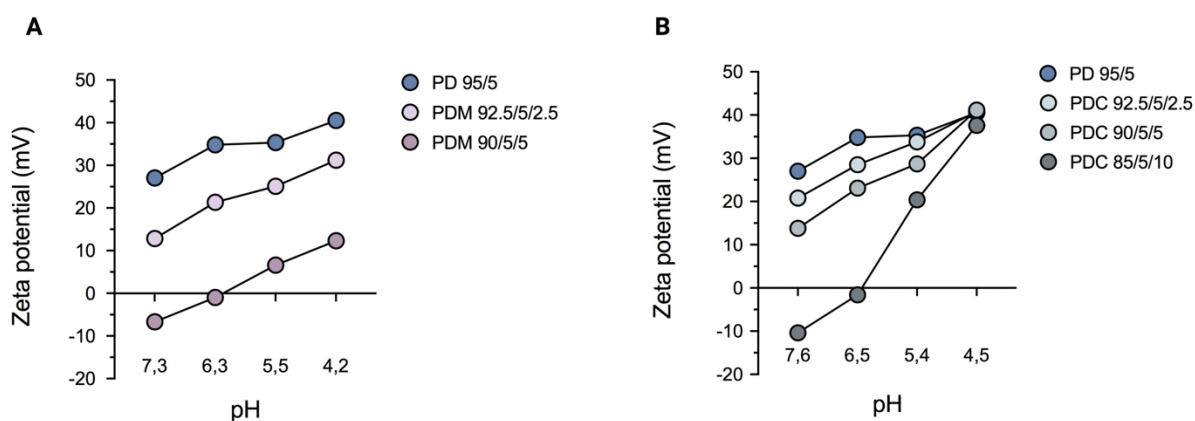 A
Zeta potential (mV)
50
40
30
20
10
0
-10
-20
7,3 6,3 5,5 4,2
pH
PD 95/5
PDM 92.5/5/2.5
PDM 90/5/5
B
Zeta potential (mV)
50
40
30
20
10
0
-10
-20
7,6 6,5 5,4 4,5
pH
PD 95/5
PDC 92.5/5/2.5
PDC 90/5/5
PDC 85/5/10